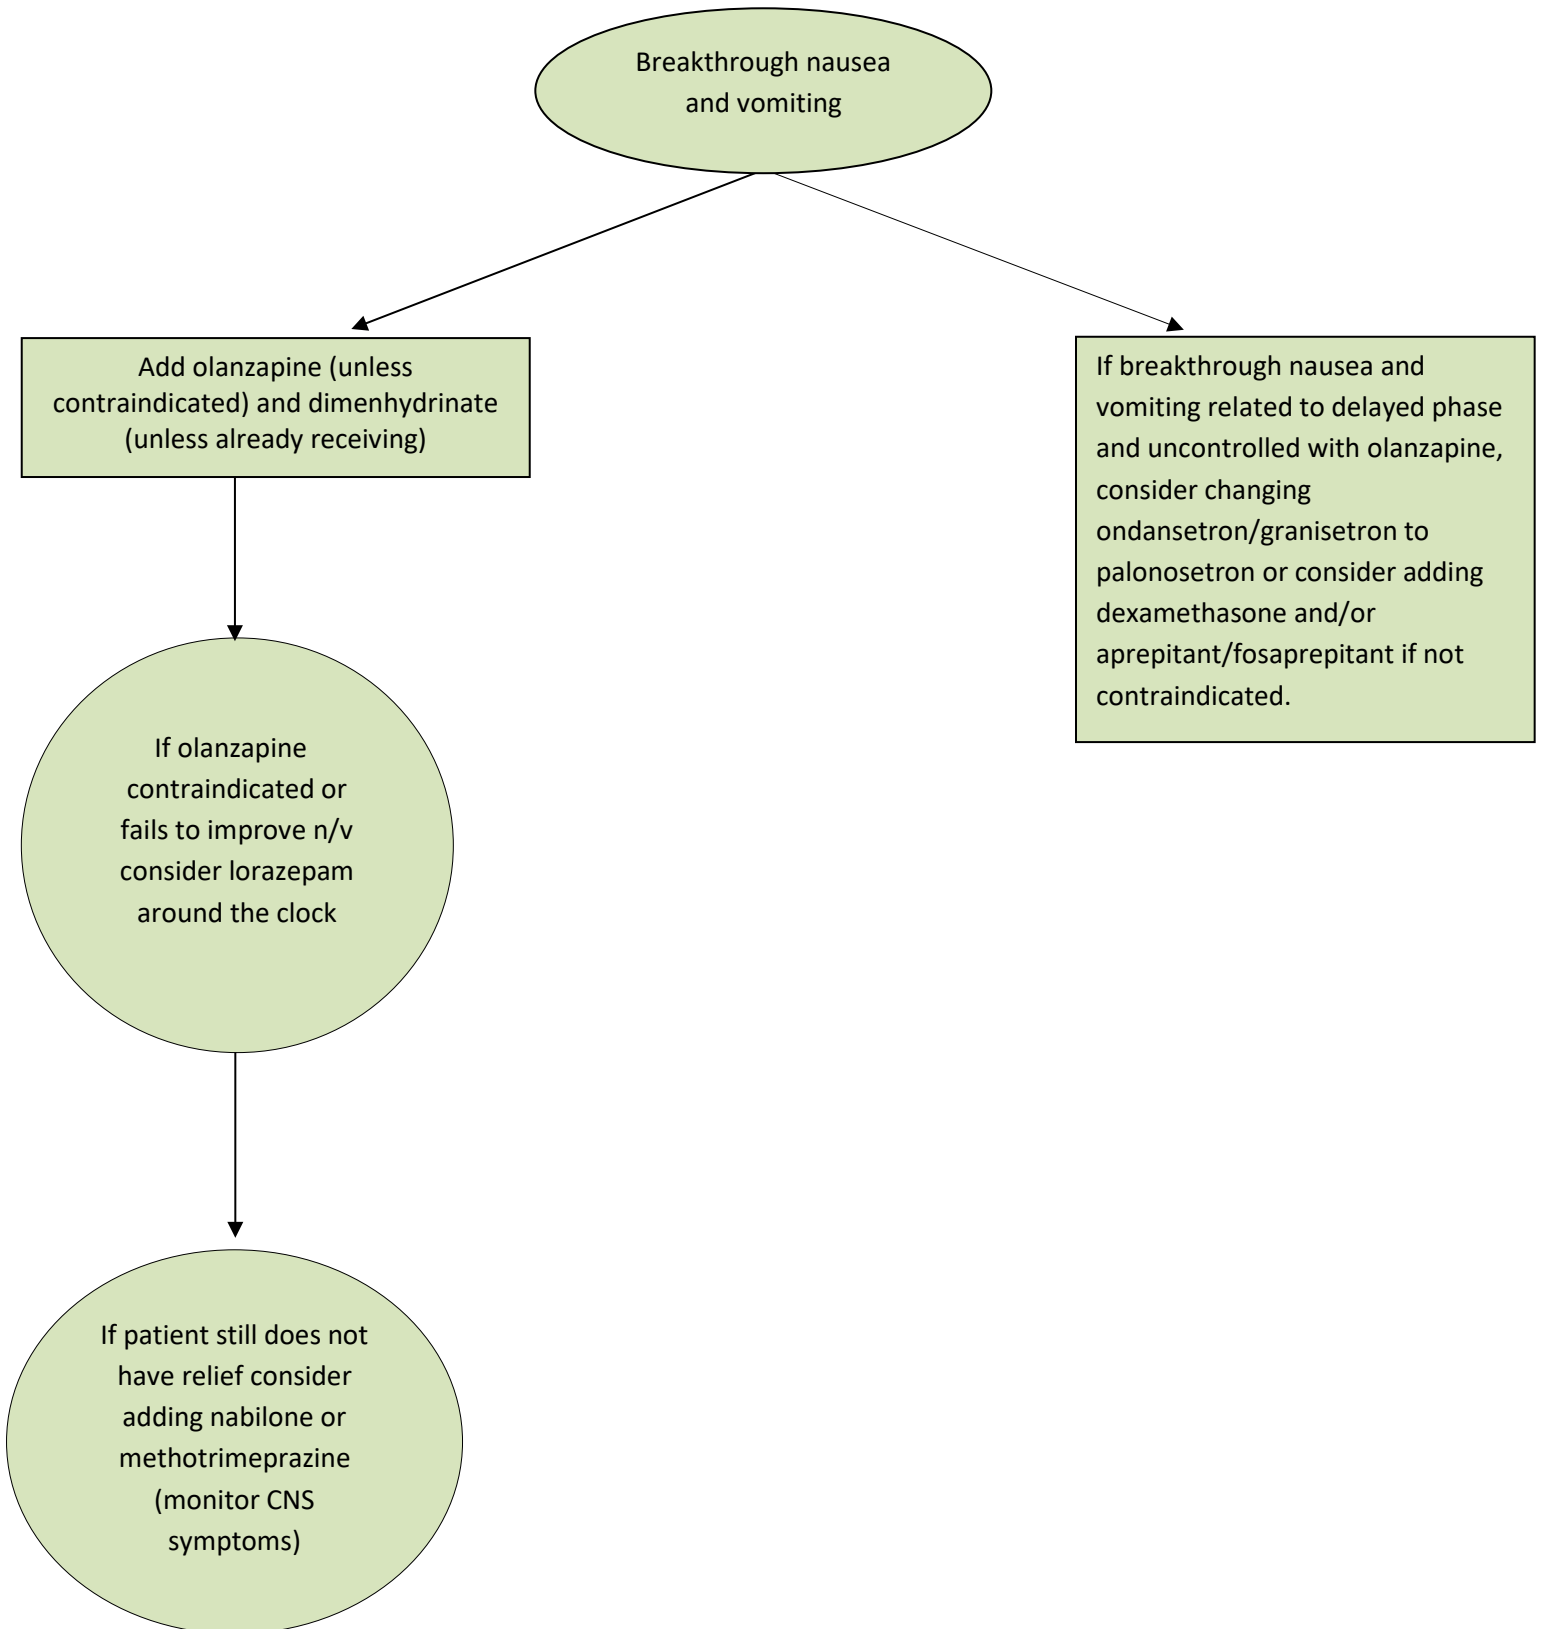 Breakthrough nausea
and vomiting
Add olanzapine (unless
contraindicated) and dimenhydrinate
(unless already receiving)
If breakthrough nausea and
vomiting related to delayed phase
and uncontrolled with olanzapine,
consider changing
ondansetron/granisetron to
palonosetron or consider adding
dexamethasone and/or
aprepitant/fosaprepitant if not
contraindicated.
If olanzapine
contraindicated or
fails to improve n/v
consider lorazepam
around the clock
If patient still does not
have relief consider
adding nabilone or
methotrimeprazine
(monitor CNS
symptoms)